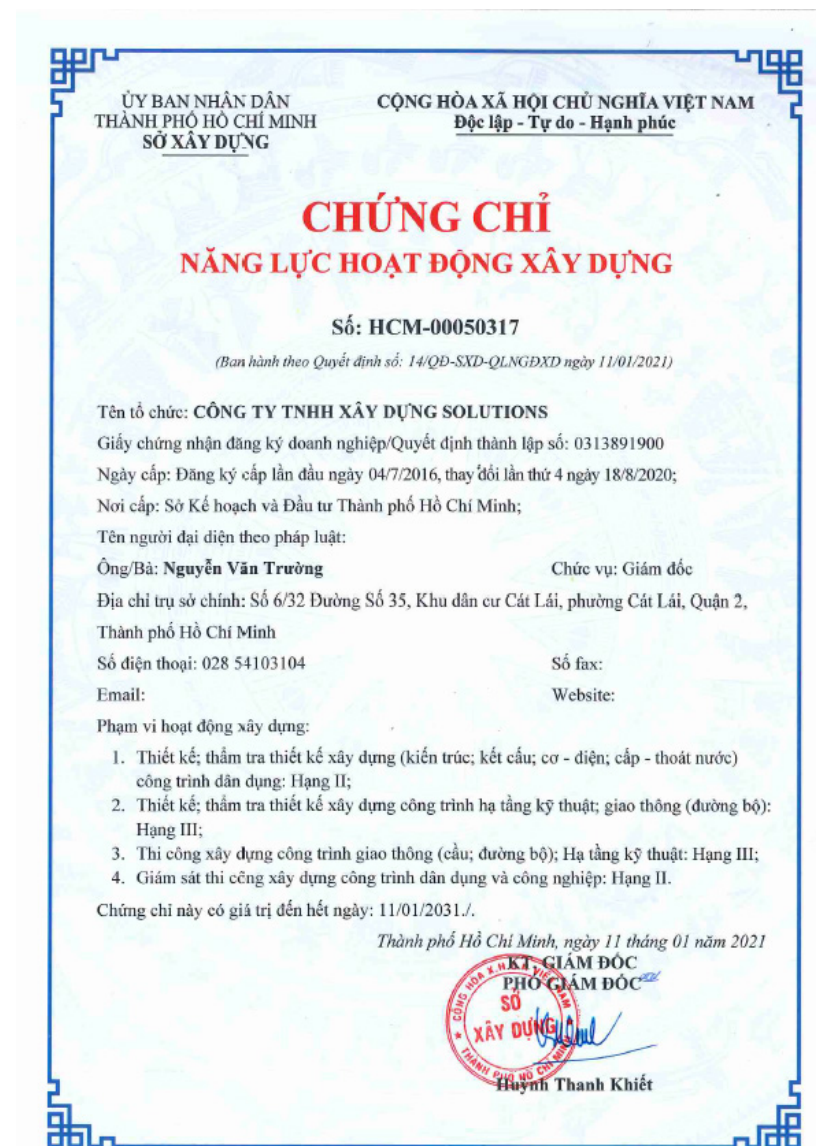 ỦY BAN NHÂN DÂN
THÀNH PHỐ HỒ CHÍ MINH
SỞ XÂY DỰNG
CỘNG HÒA XÃ HỘI CHỦ NGHĨA VIỆT NAM
Độc lập - Tự do - Hạnh phúc
CHỨNG CHỈ
NĂNG LỰC HOẠT ĐỘNG XÂY DỰNG
Số: HCM-00050317
(Ban hành theo Quyết định số: 14/QĐ-SXD-QLNGĐXD ngày 11/01/2021)
Tên tổ chức: CÔNG TY TNHH XÂY DỰNG SOLUTIONS
Giấy chứng nhận đăng ký doanh nghiệp/Quyết định thành lập số: 0313891900
Ngày cấp: Đăng ký cấp lần đầu ngày 04/7/2016, thay đổi lần thứ 4 ngày 18/8/2020;
Nơi cấp: Sở Kế hoạch và Đầu tư Thành phố Hồ Chí Minh;
Tên người đại diện theo pháp luật:
Ông/Bà: Nguyễn Văn Trường Chức vụ: Giám đốc
Địa chỉ trụ sở chính: Số 6/32 Đường Số 35, Khu dân cư Cát Lái, phường Cát Lái, Quận 2,
Thành phố Hồ Chí Minh
Số điện thoại: 028 54103104 Số fax:
Email: Website:
Phạm vi hoạt động xây dựng:
1. Thiết kế; thẩm tra thiết kế xây dựng (kiến trúc; kết cấu; cơ - điện; cấp - thoát nước)
công trình dân dụng: Hạng II;
2. Thiết kế; thẩm tra thiết kế xây dựng công trình hạ tầng kỹ thuật; giao thông (đường bộ):
Hạng III;
3. Thi công xây dựng công trình giao thông (cầu; đường bộ); Hạ tầng kỹ thuật: Hạng III;
4. Giám sát thi công xây dựng công trình dân dụng và công nghiệp: Hạng II.
Chứng chỉ này có giá trị đến hết ngày: 11/01/2031./.
Thành phố Hồ Chí Minh, ngày 11 tháng 01 năm 2021
KT. GIÁM ĐỐC
PHÓ GIÁM ĐỐC
CỘNG HÒA X.H.C.N VIỆT NAM
SỞ
XÂY DỰNG
THÀNH PHỐ HỒ CHÍ MINH
Huỳnh Thanh Khiết